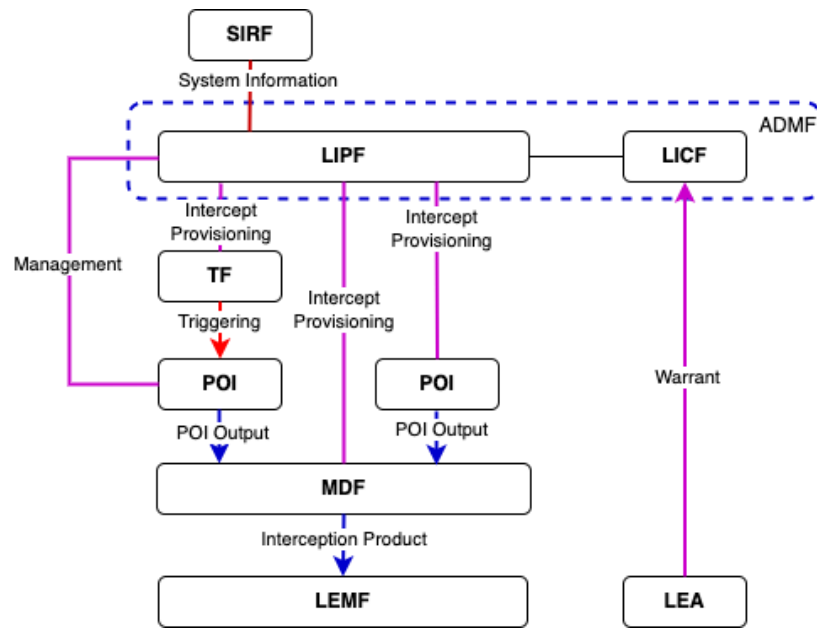 SIRF
System Information
ADMF
LIPF
LICF
Intercept
Provisioning
Intercept
Provisioning
Management
TF
Intercept
Provisioning
Triggering
Warrant
POI
POI
POI Output
POI Output
MDF
Interception Product
LEMF
LEA